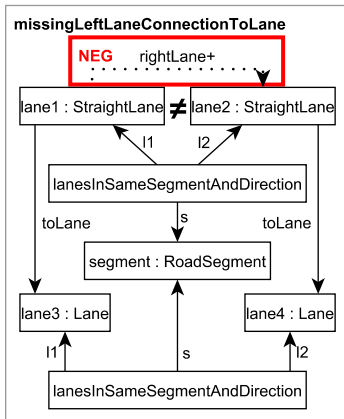 missingLeftLaneConnectionToLane
NEG rightLane+
lane1 : StraightLane ≠ lane2 : StraightLane
l1 l2
lanesInSameSegmentAndDirection
s
toLane toLane
segment : RoadSegment
lane3 : Lane lane4 : Lane
l1 s l2
lanesInSameSegmentAndDirection